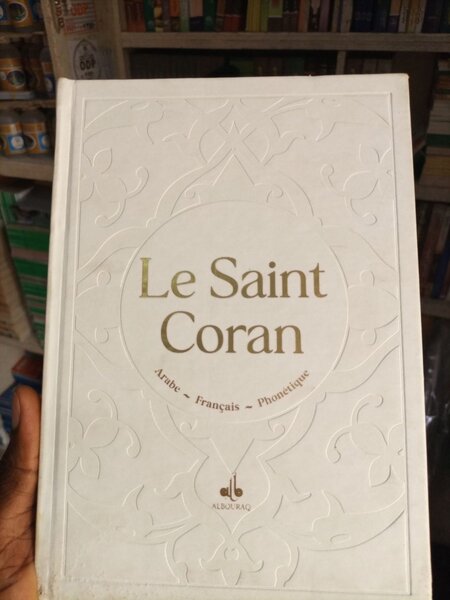 Le Saint
Coran
Arabe ~ Français ~ Phonétique
ALBOURAQ